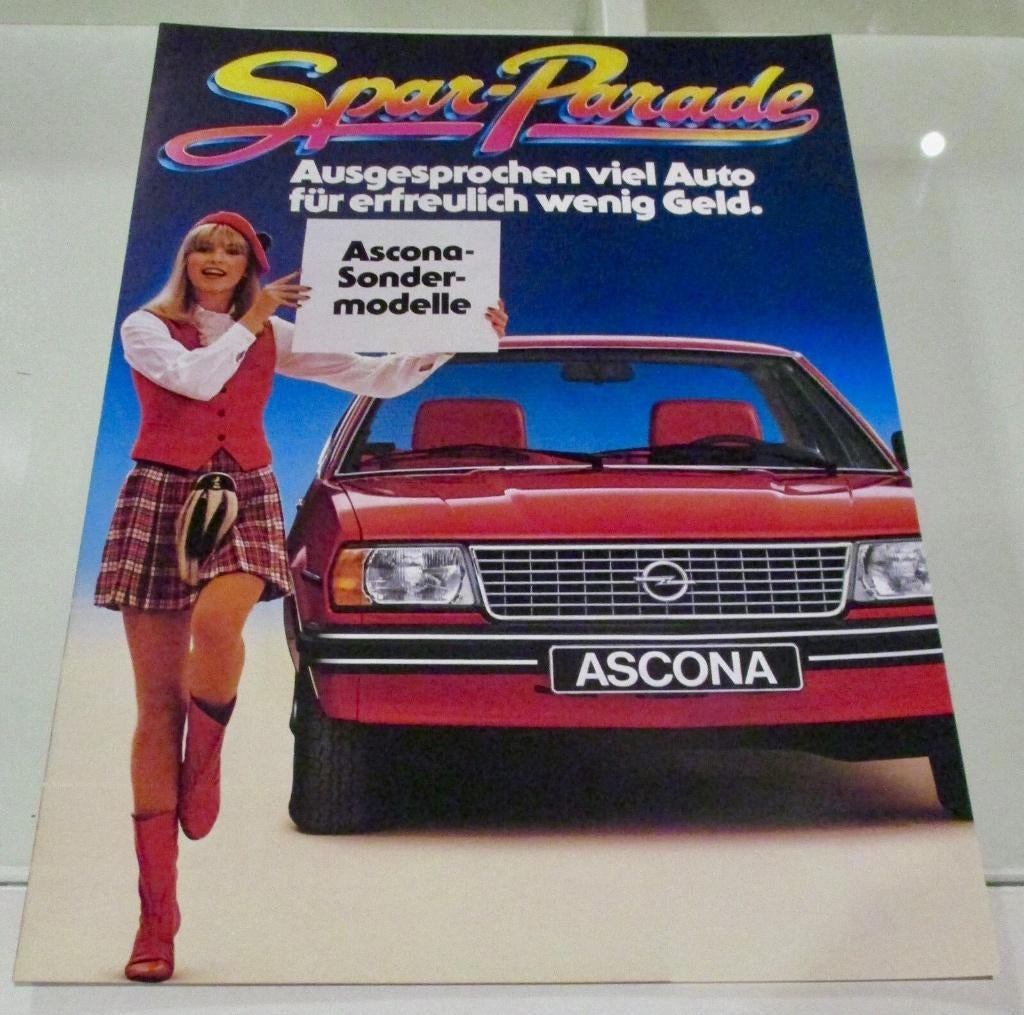 Spar-Parade
Ausgesprochen viel Auto
für erfreulich wenig Geld.
Ascona-
Sonder-
modelle
ASCONA